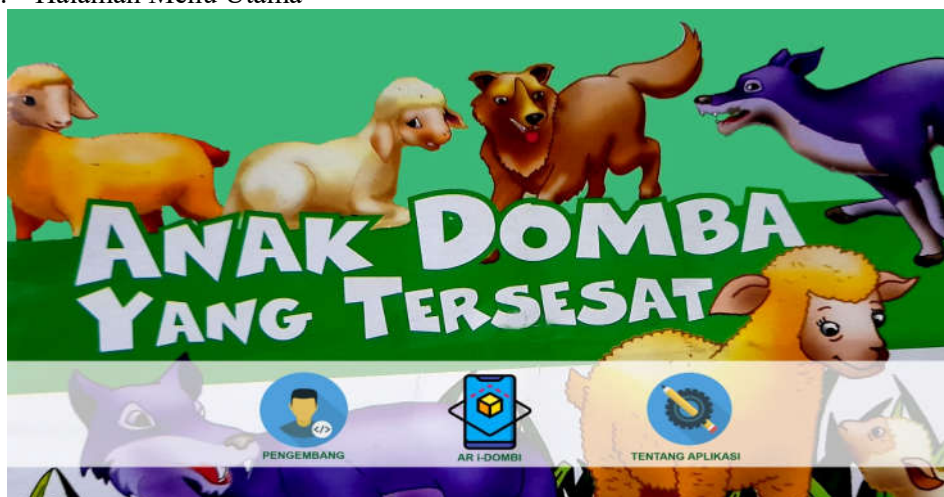 Halaman Menu Utama
ANAK DOMBA
YANG TERSESAT
PENGEMBANG
AR i-DOMBI
TENTANG APLIKASI